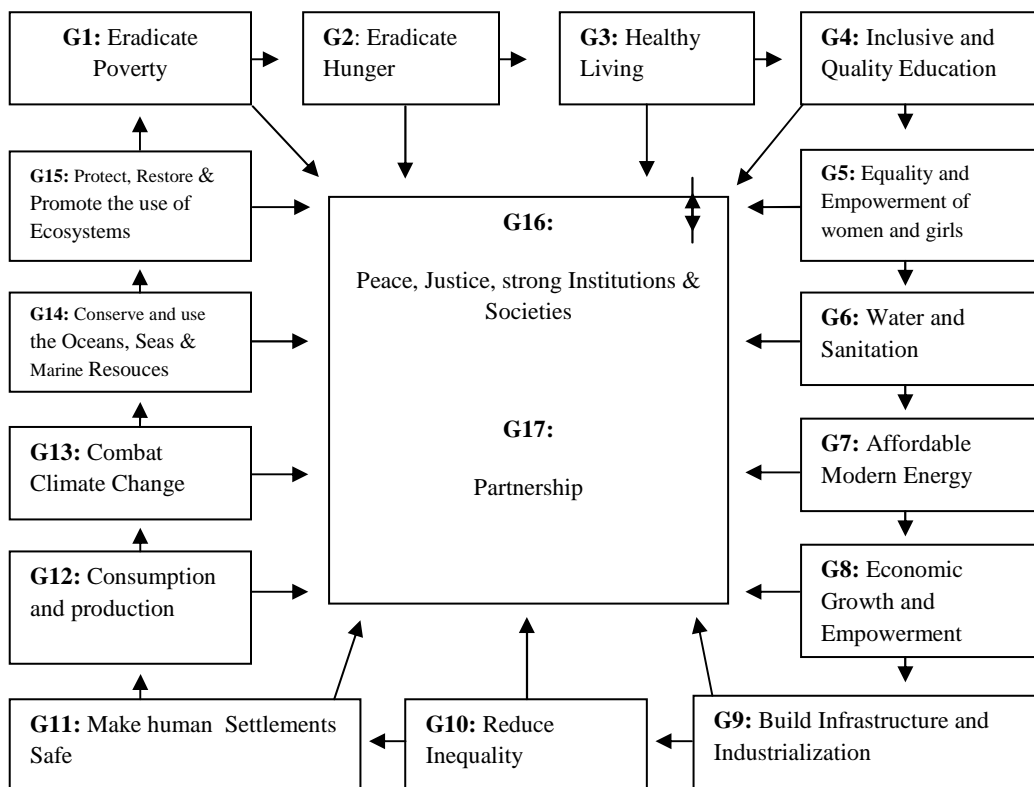 G1: Eradicate
Poverty
G2: Eradicate
Hunger
G3: Healthy
Living
G4: Inclusive and
Quality Education
G15: Protect, Restore &
Promote the use of
Ecosystems
G5: Equality and
Empowerment of
women and girls
G16:
Peace, Justice, strong Institutions &
Societies
G14: Conserve and use
the Oceans, Seas &
Marine Resouces
G6: Water and
Sanitation
G13: Combat
Climate Change
G17:
Partnership
G7: Affordable
Modern Energy
G12: Consumption
and production
G8: Economic
Growth and
Empowerment
G11: Make human Settlements
Safe
G10: Reduce
Inequality
G9: Build Infrastructure and
Industrialization